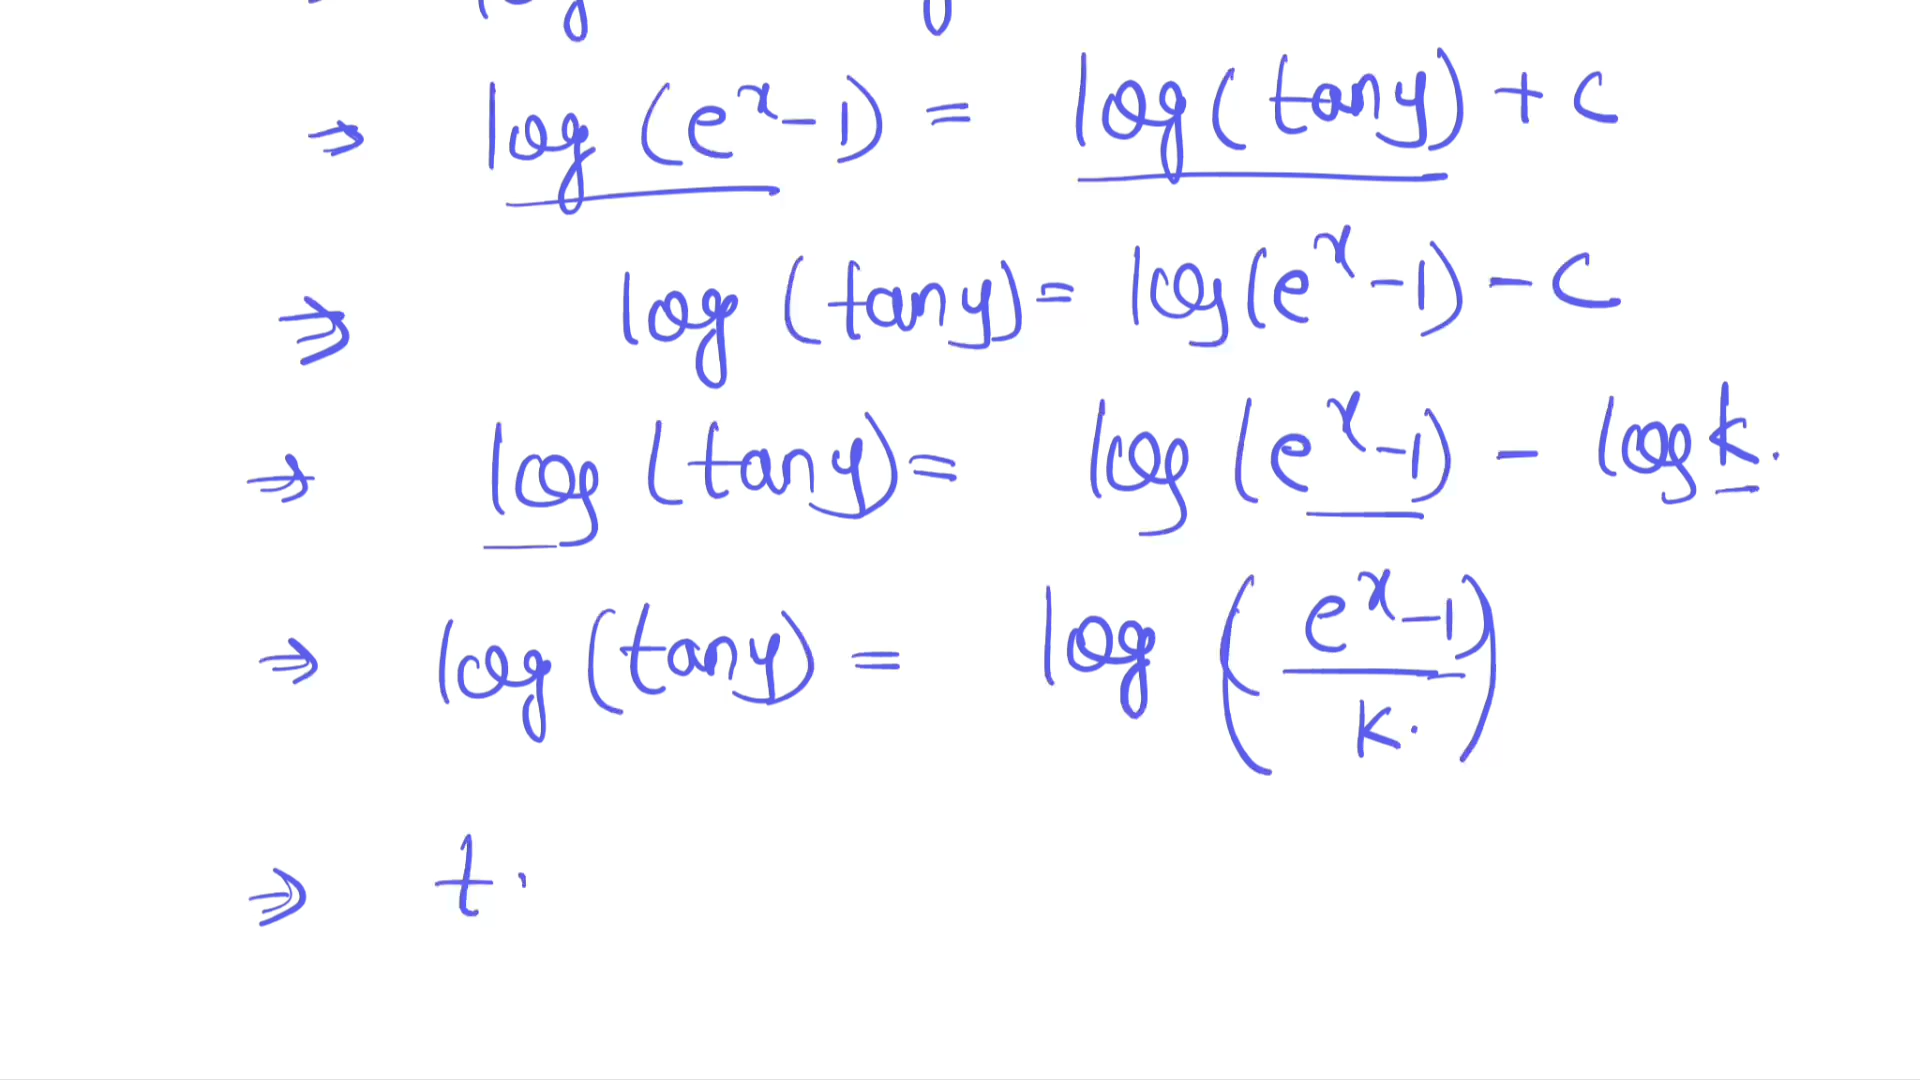 ⇒ log (eˣ-1) = log(tany) + c
⇒ log (tany) = log(eˣ-1) - c
⇒ log (tany) = log (eˣ-1) - log k.
⇒ log (tany) = log ((eˣ-1)/k.)
⇒ t.